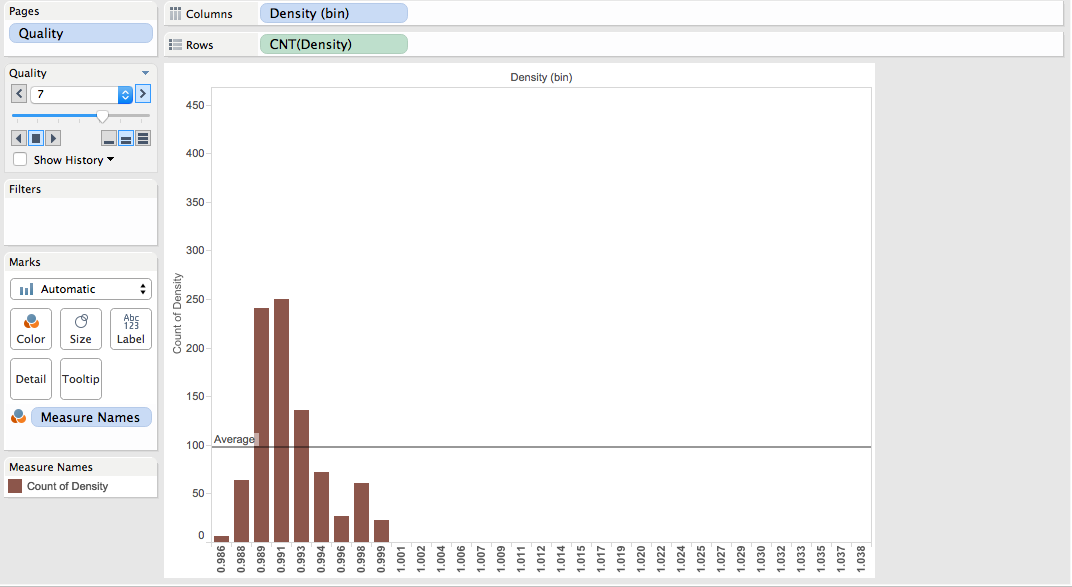 Pages
Quality
Columns
Density (bin)
Rows
CNT(Density)
Quality
7
Show History
Filters
Marks
Automatic
Color
Size
Abc
123
Label
Detail
Tooltip
Measure Names
Measure Names
Count of Density
Density (bin)
Count of Density
450
400
350
300
250
200
150
100
50
0
Average
0.986
0.988
0.989
0.991
0.993
0.994
0.996
0.998
0.999
1.001
1.002
1.004
1.006
1.007
1.009
1.011
1.012
1.014
1.015
1.017
1.019
1.020
1.022
1.024
1.025
1.027
1.029
1.030
1.032
1.033
1.035
1.037
1.038